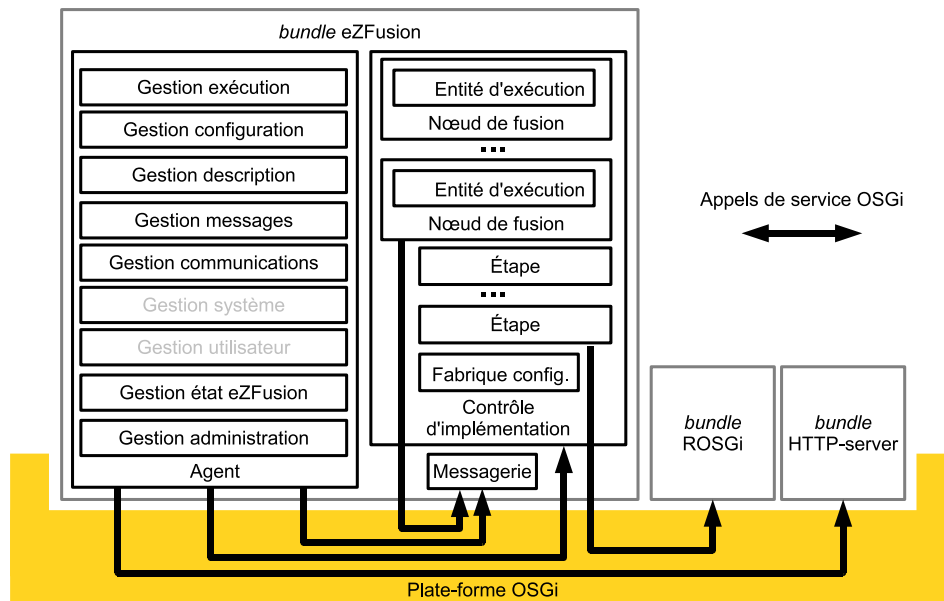 bundle eZFusion
Gestion exécution
Gestion configuration
Gestion description
Gestion messages
Gestion communications
Gestion système
Gestion utilisateur
Gestion état eZFusion
Gestion administration
Agent
Entité d'exécution
Nœud de fusion
...
Entité d'exécution
Nœud de fusion
Étape
...
Étape
Fabrique config.
Contrôle
d'implémentation
Messagerie
Appels de service OSGi
bundle
ROSGi
bundle
HTTP-server
Plate-forme OSGi